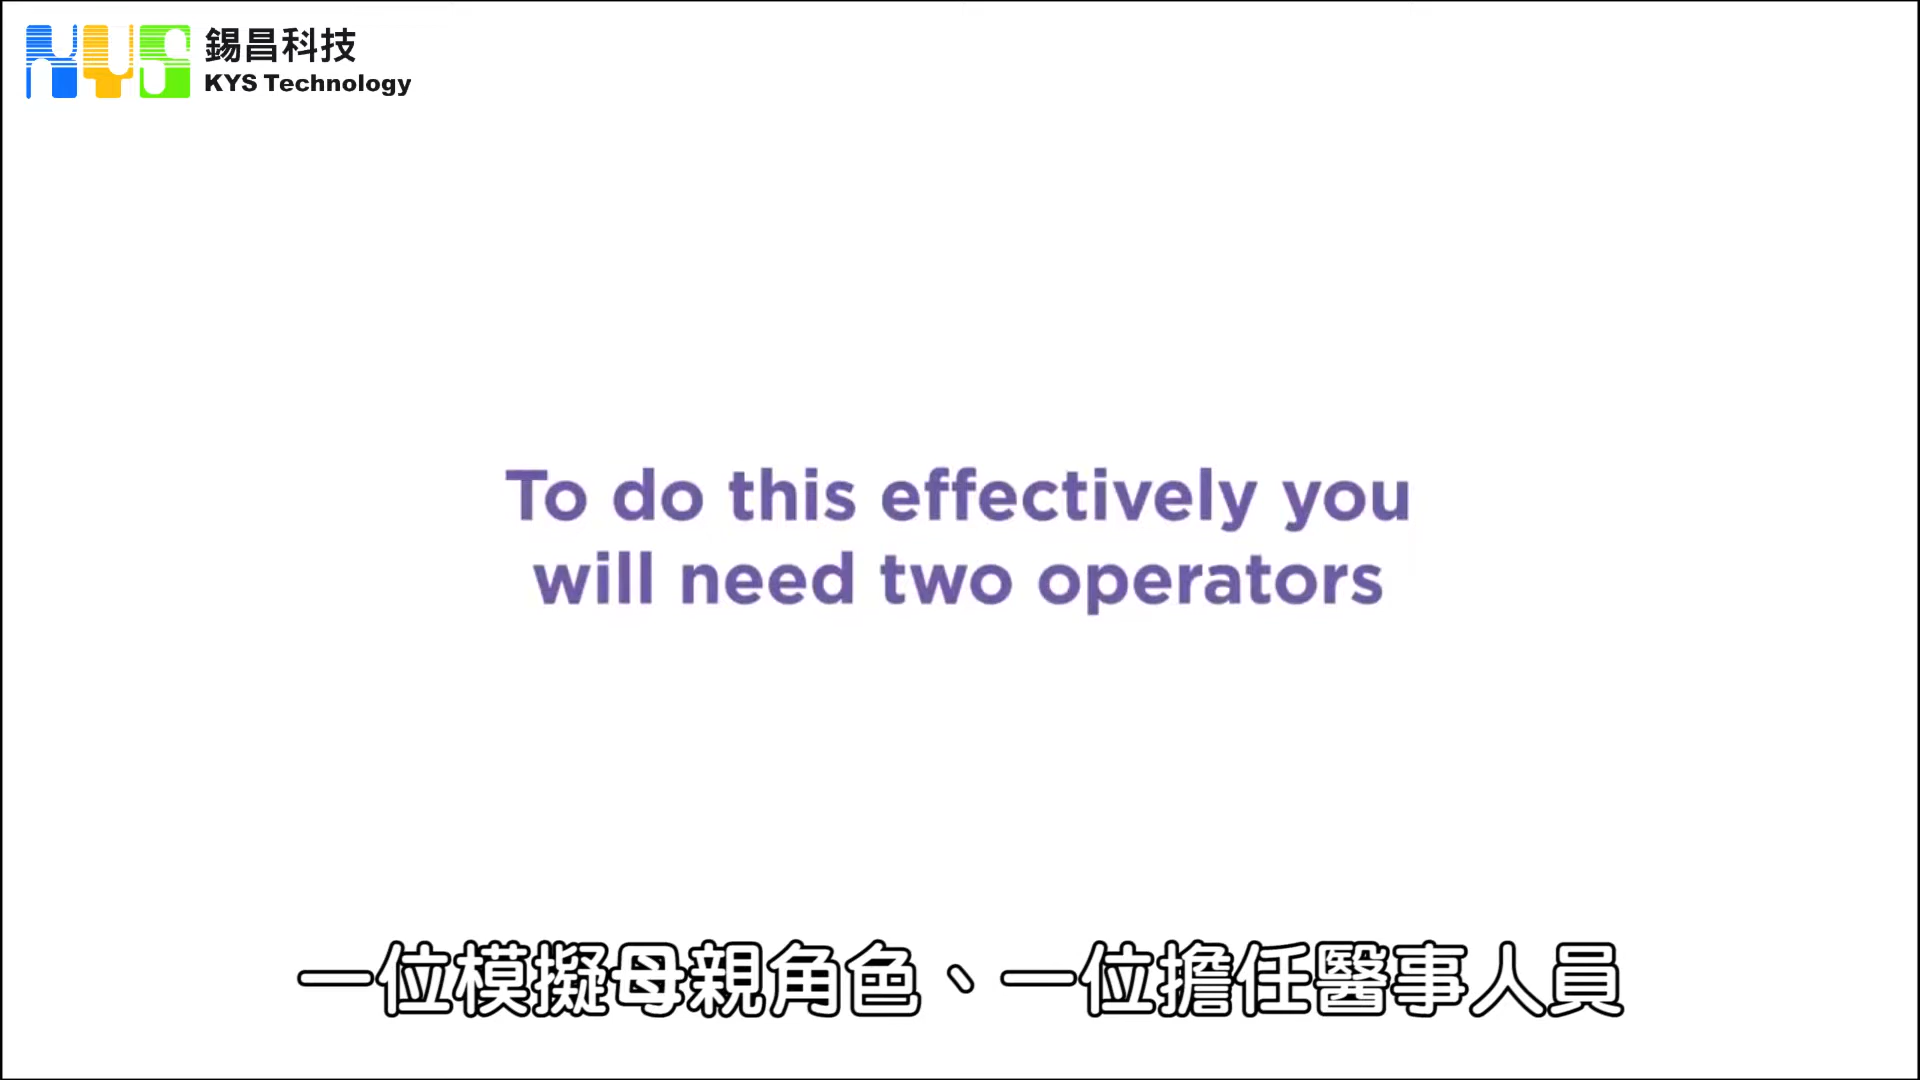 KYS
錫昌科技
KYS Technology
To do this effectively you
will need two operators
一位模擬母親角色、一位擔任醫事人員